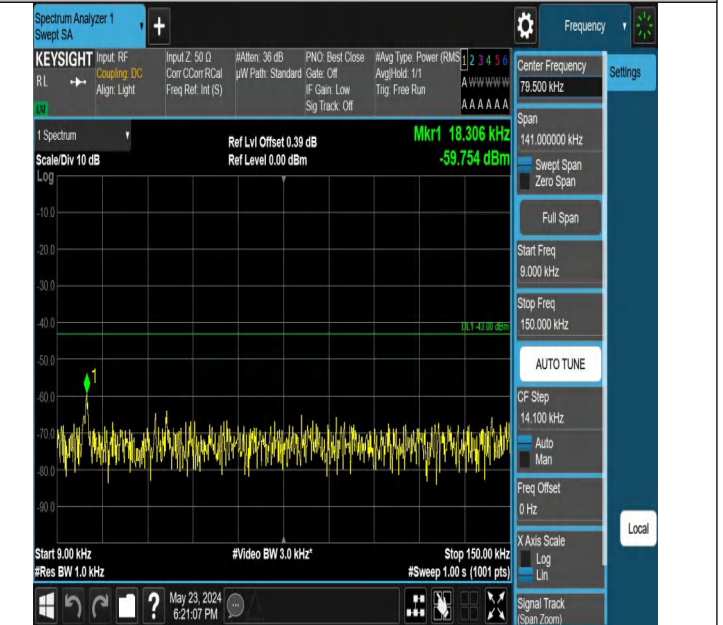 Spectrum Analyzer 1
Swept SA
+
Frequency
KEYSIGHT
RL
Input: RF
Coupling: DC
Align: Light
Input Z: 50 Ω
Corr CCorr RCal
Freq Ref: Int (S)
#Atten: 36 dB
µW Path: Standard
PNO: Best Close
Gate: Off
IF Gain: Low
Sig Track: Off
#Avg Type: Power (RMS
Avg|Hold: 1/1
Trig: Free Run
1 2 3 4 5 6
A W W W W W
A A A A A A
Center Frequency
79.500 kHz
Settings
Span
141.000000 kHz
Swept Span
Zero Span
Full Span
Start Freq
9.000 kHz
Stop Freq
150.000 kHz
AUTO TUNE
CF Step
14.100 kHz
Auto
Man
Freq Offset
0 Hz
X Axis Scale
Log
Lin
Signal Track
(Span Zoom)
Local
1 Spectrum
Scale/Div 10 dB
Log
Ref Lvl Offset 0.39 dB
Ref Level 0.00 dBm
Mkr1 18.306 kHz
-59.754 dBm
-10.0
-20.0
-30.0
-40.0
DL1 -43.00 dBm
-50.0
1
-60.0
-70.0
-80.0
-90.0
Start 9.00 kHz
#Video BW 3.0 kHz*
Stop 150.00 kHz
#Res BW 1.0 kHz
#Sweep 1.00 s (1001 pts)
?
May 23, 2024
6:21:07 PM